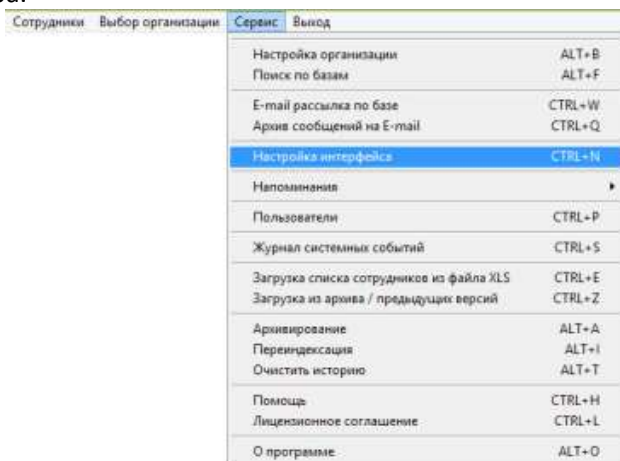 Сотрудники Выбор организации Сервис Выход
Настройка организации ALT+B
Поиск по базам ALT+F
E-mail рассылка по базе CTRL+W
Архив сообщений на E-mail CTRL+Q
Настройка интерфейса CTRL+N
Напоминания
Пользователи CTRL+P
Журнал системных событий CTRL+S
Загрузка списка сотрудников из файла XLS CTRL+E
Загрузка из архива / предыдущих версий CTRL+Z
Архивирование ALT+A
Переиндексация ALT+I
Очистить историю ALT+T
Помощь CTRL+H
Лицензионное соглашение CTRL+L
О программе ALT+O